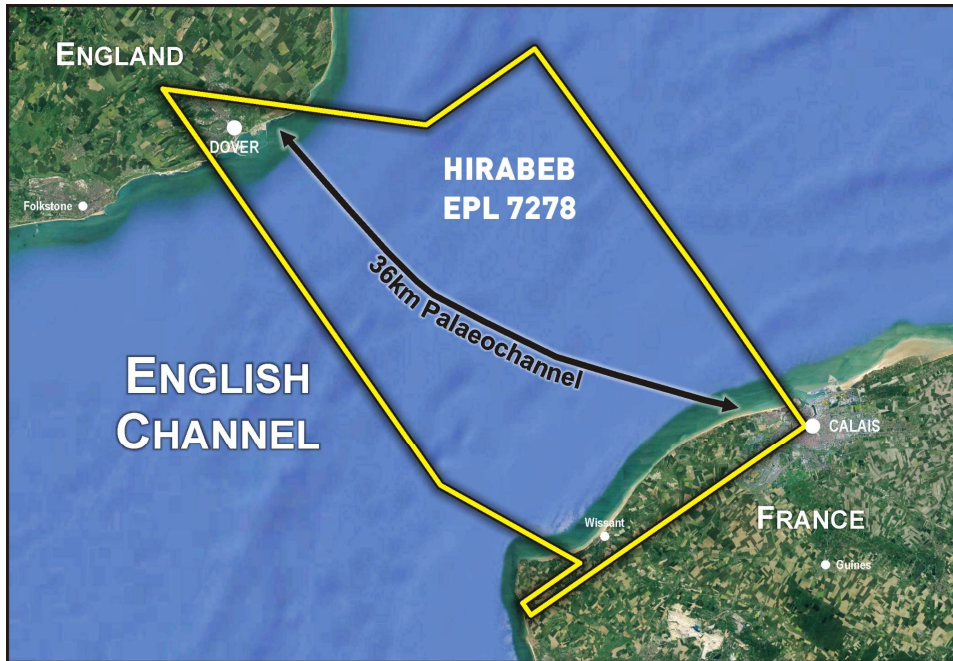 ENGLAND
DOVER
Folkstone
HIRABEB
EPL 7278
36km Palaeochannel
ENGLISH
CHANNEL
CALAIS
Wissant
FRANCE
Guines